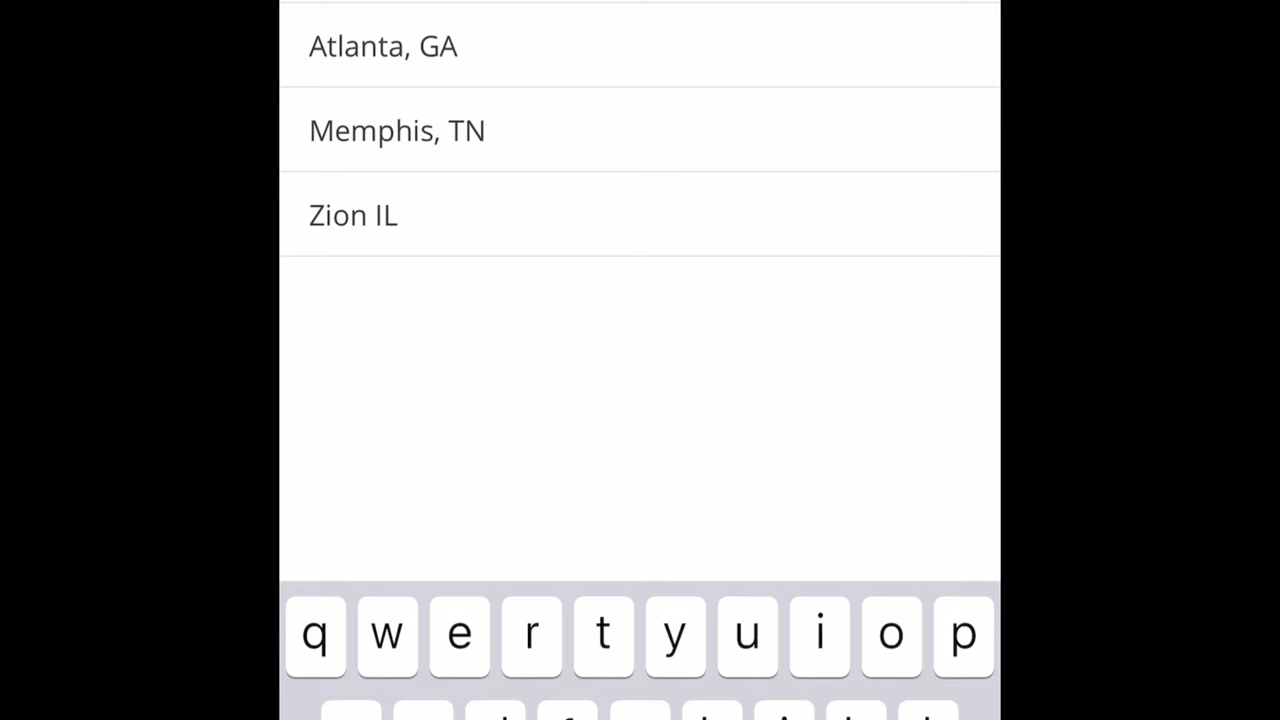 Atlanta, GA
Memphis, TN
Zion IL
q w e r t y u i o p